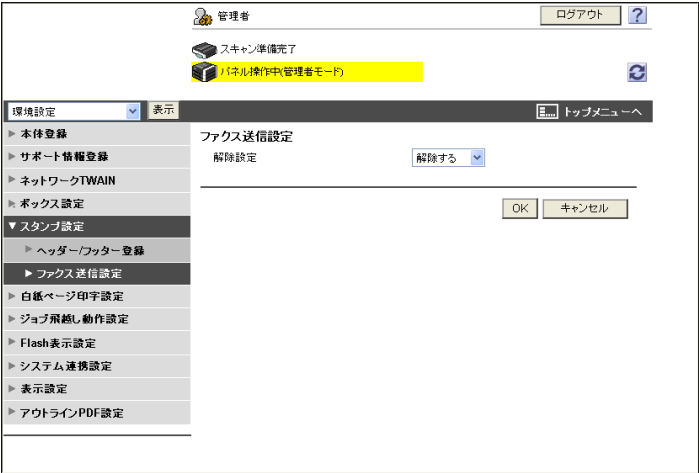 管理者
ログアウト
?
スキャン準備完了
パネル操作中(管理者モード)
環境設定
表示
トップメニューへ
本体登録
サポート情報登録
ネットワークTWAIN
ボックス設定
スタンプ設定
ヘッダー/フッター登録
ファクス送信設定
白紙ページ印字設定
ジョブ飛越し動作設定
Flash表示設定
システム連携設定
表示設定
アウトラインPDF設定
ファクス送信設定
解除設定
解除する
OK
キャンセル